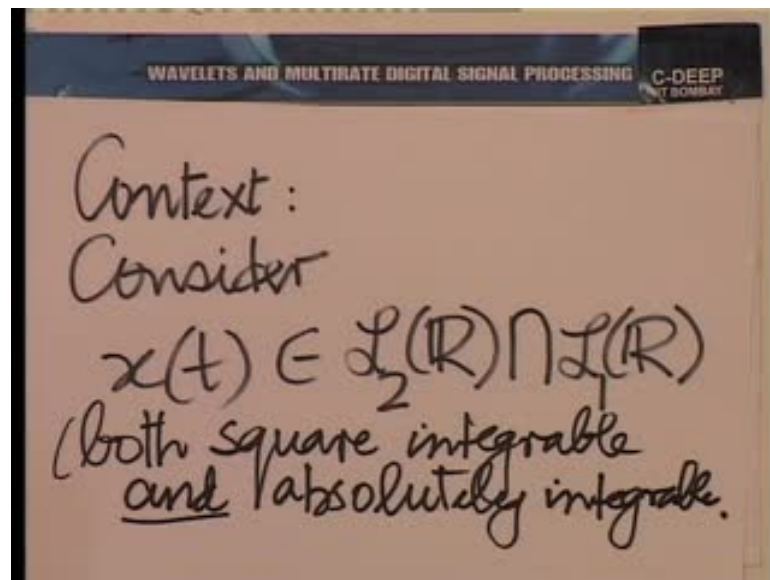 WAVELETS AND MULTIRATE DIGITAL SIGNAL PROCESSING
C-DEEP
IIT BOMBAY
Context:
Consider
x(t) ∈ ℒ₂(ℝ) ∩ ℒ₁(ℝ)
(both square integrable
and absolutely integrable.